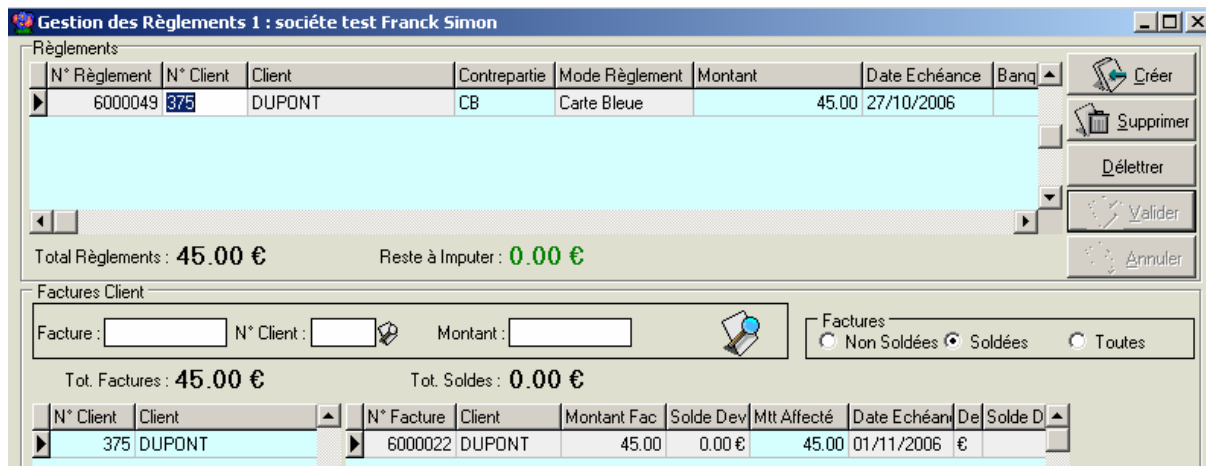 Gestion des Règlements 1 : sociéte test Franck Simon
Règlements
N° Règlement N° Client Client Contrepartie Mode Règlement Montant Date Echéance Banq
6000049 375 DUPONT CB Carte Bleue 45.00 27/10/2006
Créer
Supprimer
Délettrer
Valider
Annuler
Total Règlements : 45.00 € Reste à Imputer : 0.00 €
Factures Client
Facture : N° Client : Montant :
Factures
Non Soldées Soldées Toutes
Tot. Factures : 45.00 € Tot. Soldes : 0.00 €
N° Client Client
375 DUPONT
N° Facture Client Montant Fac Solde Dev Mtt Affecté Date Echéan De Solde D
6000022 DUPONT 45.00 0.00 € 45.00 01/11/2006 €